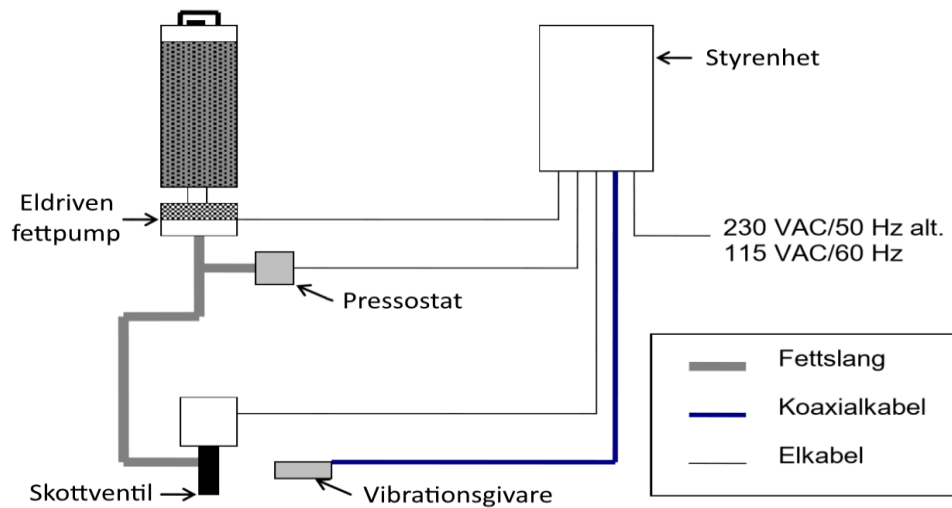 Styrenhet
Eldriven
fettpump
230 VAC/50 Hz alt.
115 VAC/60 Hz
Pressostat
Fettslang
Koaxialkabel
Elkabel
Skottventil
Vibrationsgivare